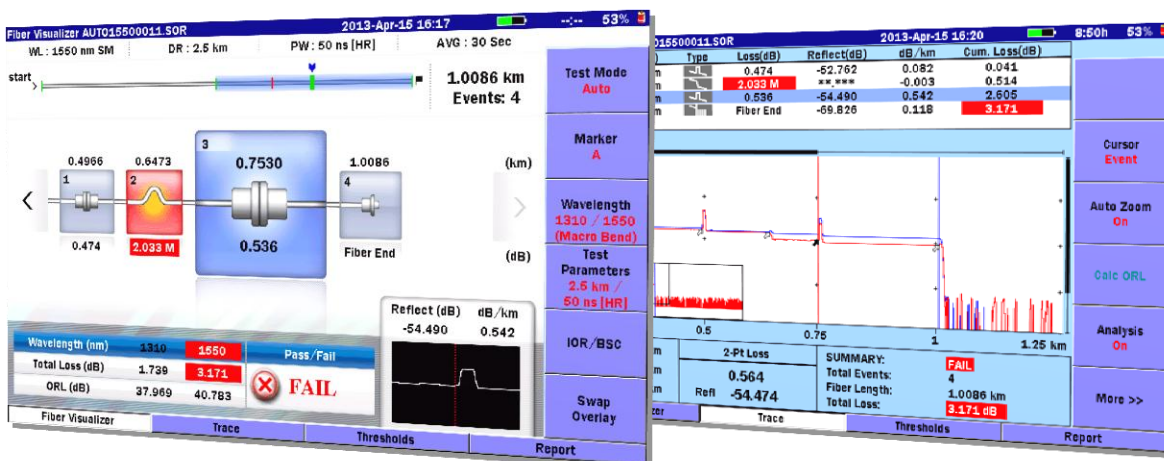 Fiber Visualizer AUTO15500011.SOR
2013-Apr-15 16:17
--:--
53%
WL: 1550 nm SM
DR: 2.5 km
PW: 50 ns [HR]
AVG: 30 Sec
start
1.0086 km
Events: 4
0.4966
0.6473
3
0.7530
1.0086
(km)
1
2
4
0.474
2.033 M
0.536
Fiber End
(dB)
Reflect (dB)
dB/km
-54.490
0.542
Wavelength (nm)
1310
1550
Pass/Fail
Total Loss (dB)
1.739
3.171
FAIL
ORL (dB)
37.969
40.783
Fiber Visualizer
Trace
Thresholds
Report
Test Mode
Auto
Marker
A
Wavelength
1310 / 1550
(Macro Bend)
Test
Parameters
2.5 km /
50 ns [HR]
IOR/BSC
Swap
Overlay
15500011.SOR
2013-Apr-15 16:20
8:50h
53%
Type
Loss(dB)
Reflect(dB)
dB/km
Cum. Loss(dB)
0.474
-52.762
0.082
0.041
2.033 M
**.***
-0.003
0.514
0.536
-54.490
0.542
2.605
Fiber End
-69.826
0.118
3.171
0.5
0.75
1
1.25 km
2-Pt Loss
0.564
Refl
-54.474
SUMMARY:
FAIL
Total Events:
4
Fiber Length:
1.0086 km
Total Loss:
3.171 dB
Trace
Thresholds
Report
Cursor
Event
Auto Zoom
On
Calc ORL
Analysis
On
More >>